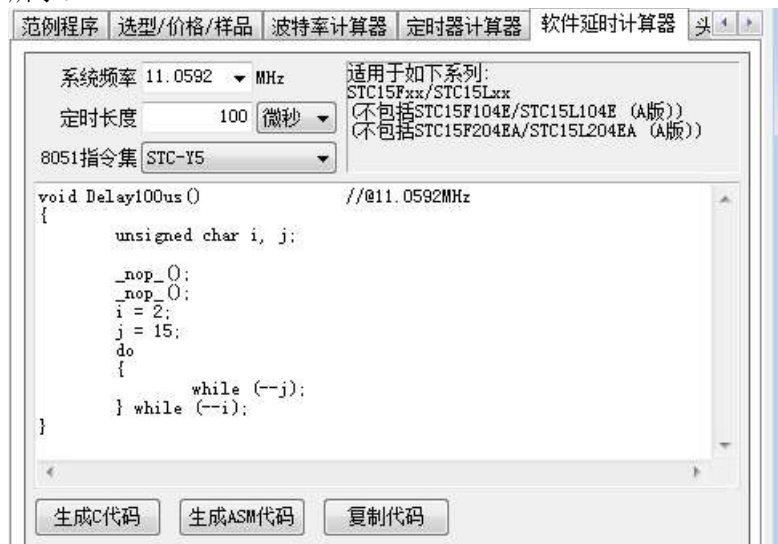 范例程序 选型/价格/样品 波特率计算器 定时器计算器 软件延时计算器 头
系统频率 11.0592 MHz
定时长度 100 微秒
8051指令集 STC-Y5
适用于如下系列:
STC15Fxx/STC15Lxx
(不包括STC15F104E/STC15L104E (A版))
(不包括STC15F204EA/STC15L204EA (A版))
void Delay100us() //@11.0592MHz
{
unsigned char i, j;
_nop_();
_nop_();
i = 2;
j = 15;
do
{
while (--j);
} while (--i);
}
生成C代码 生成ASM代码 复制代码